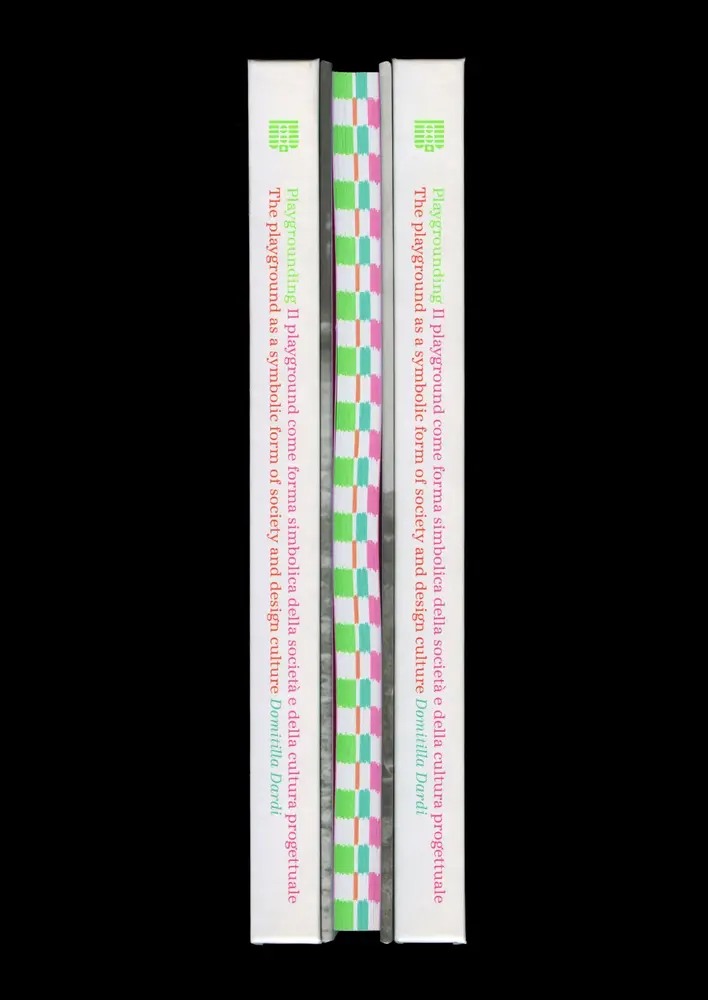 Playgrounding Il playground come forma simbolica della società e della cultura progettuale
The playground as a symbolic form of society and design culture Domitilla Dardi
Playgrounding Il playground come forma simbolica della società e della cultura progettuale
The playground as a symbolic form of society and design culture Domitilla Dardi